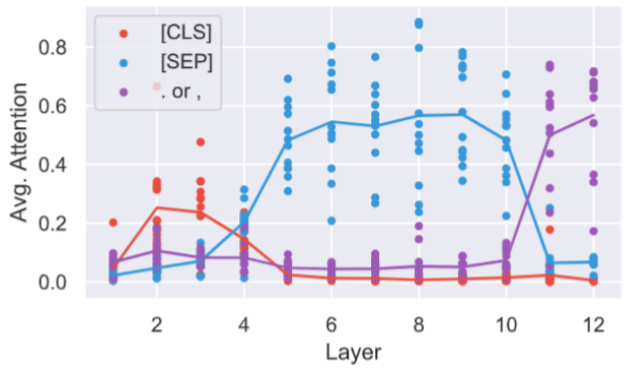 [CLS]
[SEP]
. or ,
Avg. Attention
0.8
0.6
0.4
0.2
0.0
2 4 6 8 10 12
Layer